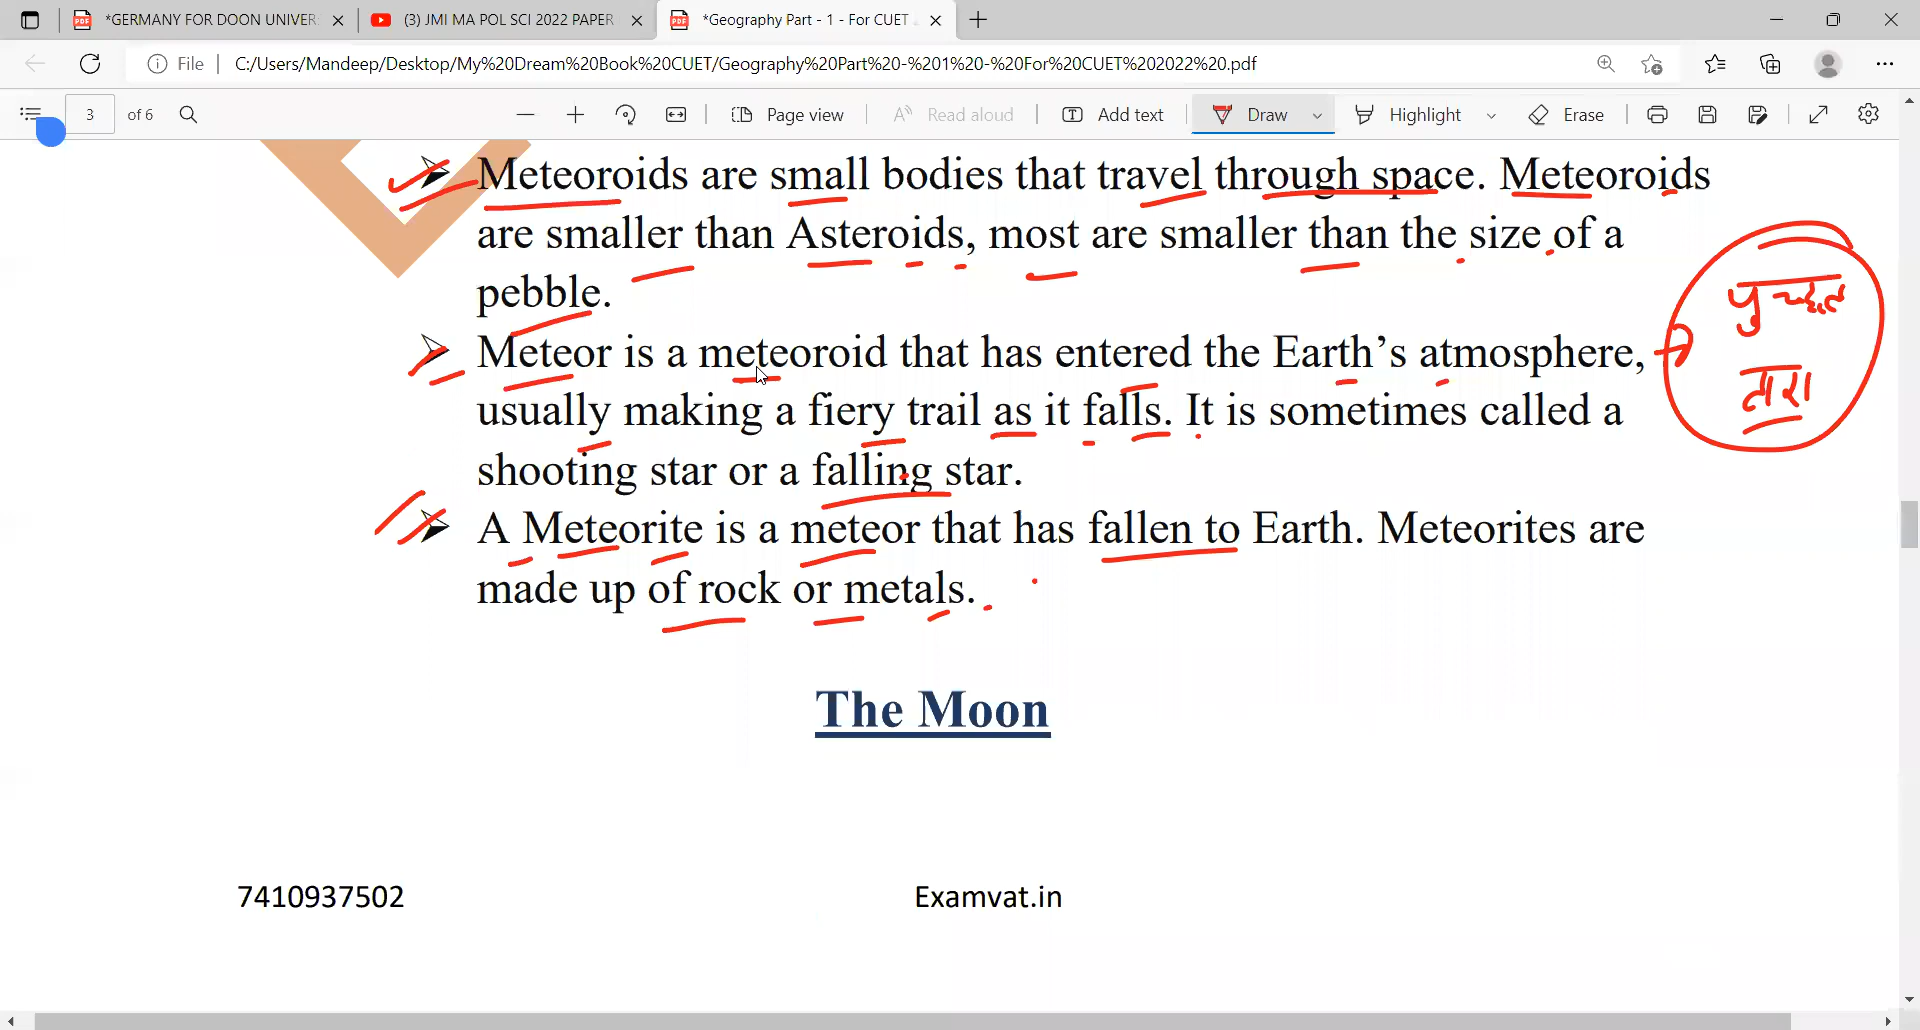 *GERMANY FOR DOON UNIVER
(3) JMI MA POL SCI 2022 PAPER
*Geography Part - 1 - For CUET
File
C:/Users/Mandeep/Desktop/My%20Dream%20Book%20CUET/Geography%20Part%20-%201%20-%20For%20CUET%202022%20.pdf
3 of 6
Page view
Read aloud
Add text
Draw
Highlight
Erase
Meteoroids are small bodies that travel through space. Meteoroids
are smaller than Asteroids, most are smaller than the size of a
pebble.
Meteor is a meteoroid that has entered the Earth’s atmosphere,
usually making a fiery trail as it falls. It is sometimes called a
shooting star or a falling star.
A Meteorite is a meteor that has fallen to Earth. Meteorites are
made up of rock or metals.
तारा
The Moon
7410937502
Examvat.in